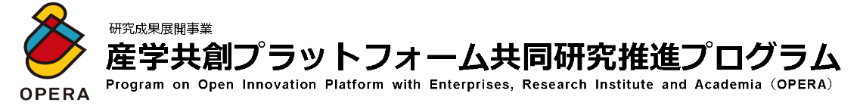 研究成果展開事業
産学共創プラットフォーム共同研究推進プログラム
Program on Open Innovation Platform with Enterprises, Research Institute and Academia（OPERA）
OPERA